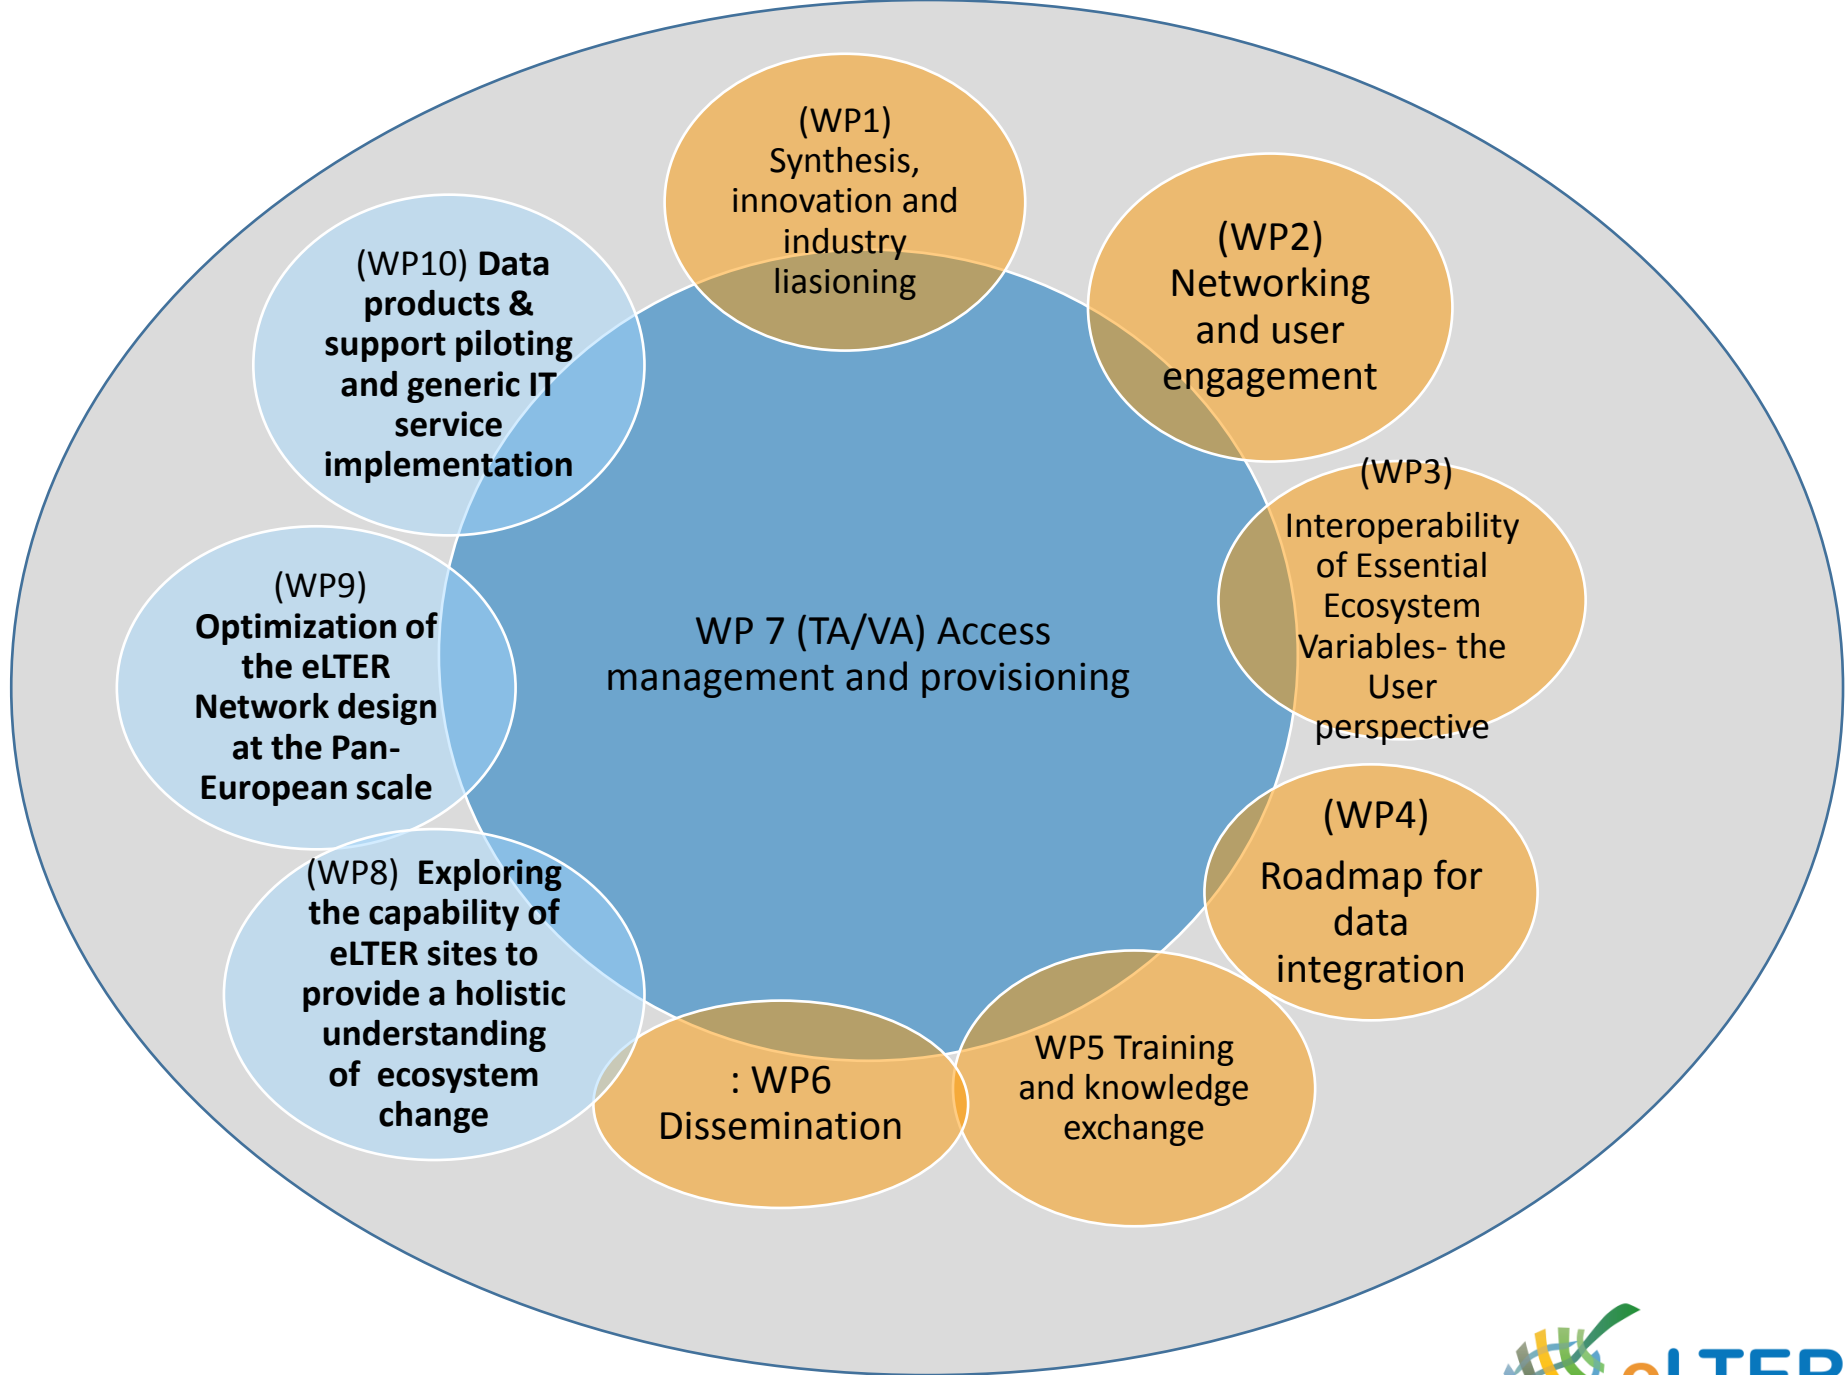 (WP1)
Synthesis,
innovation and
industry
liasioning
(WP2)
Networking
and user
engagement
(WP3)
Interoperability
of Essential
Ecosystem
Variables- the
User
perspective
(WP4)
Roadmap for
data
integration
WP5 Training
and knowledge
exchange
: WP6
Dissemination
WP 7 (TA/VA) Access
management and provisioning
(WP8) Exploring
the capability of
eLTER sites to
provide a holistic
understanding
of ecosystem
change
(WP9)
Optimization of
the eLTER
Network design
at the Pan-
European scale
(WP10) Data
products &
support piloting
and generic IT
service
implementation
eLTER